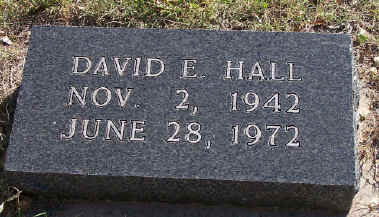 DAVID E. HALL
NOV. 2, 1942
JUNE 28, 1972